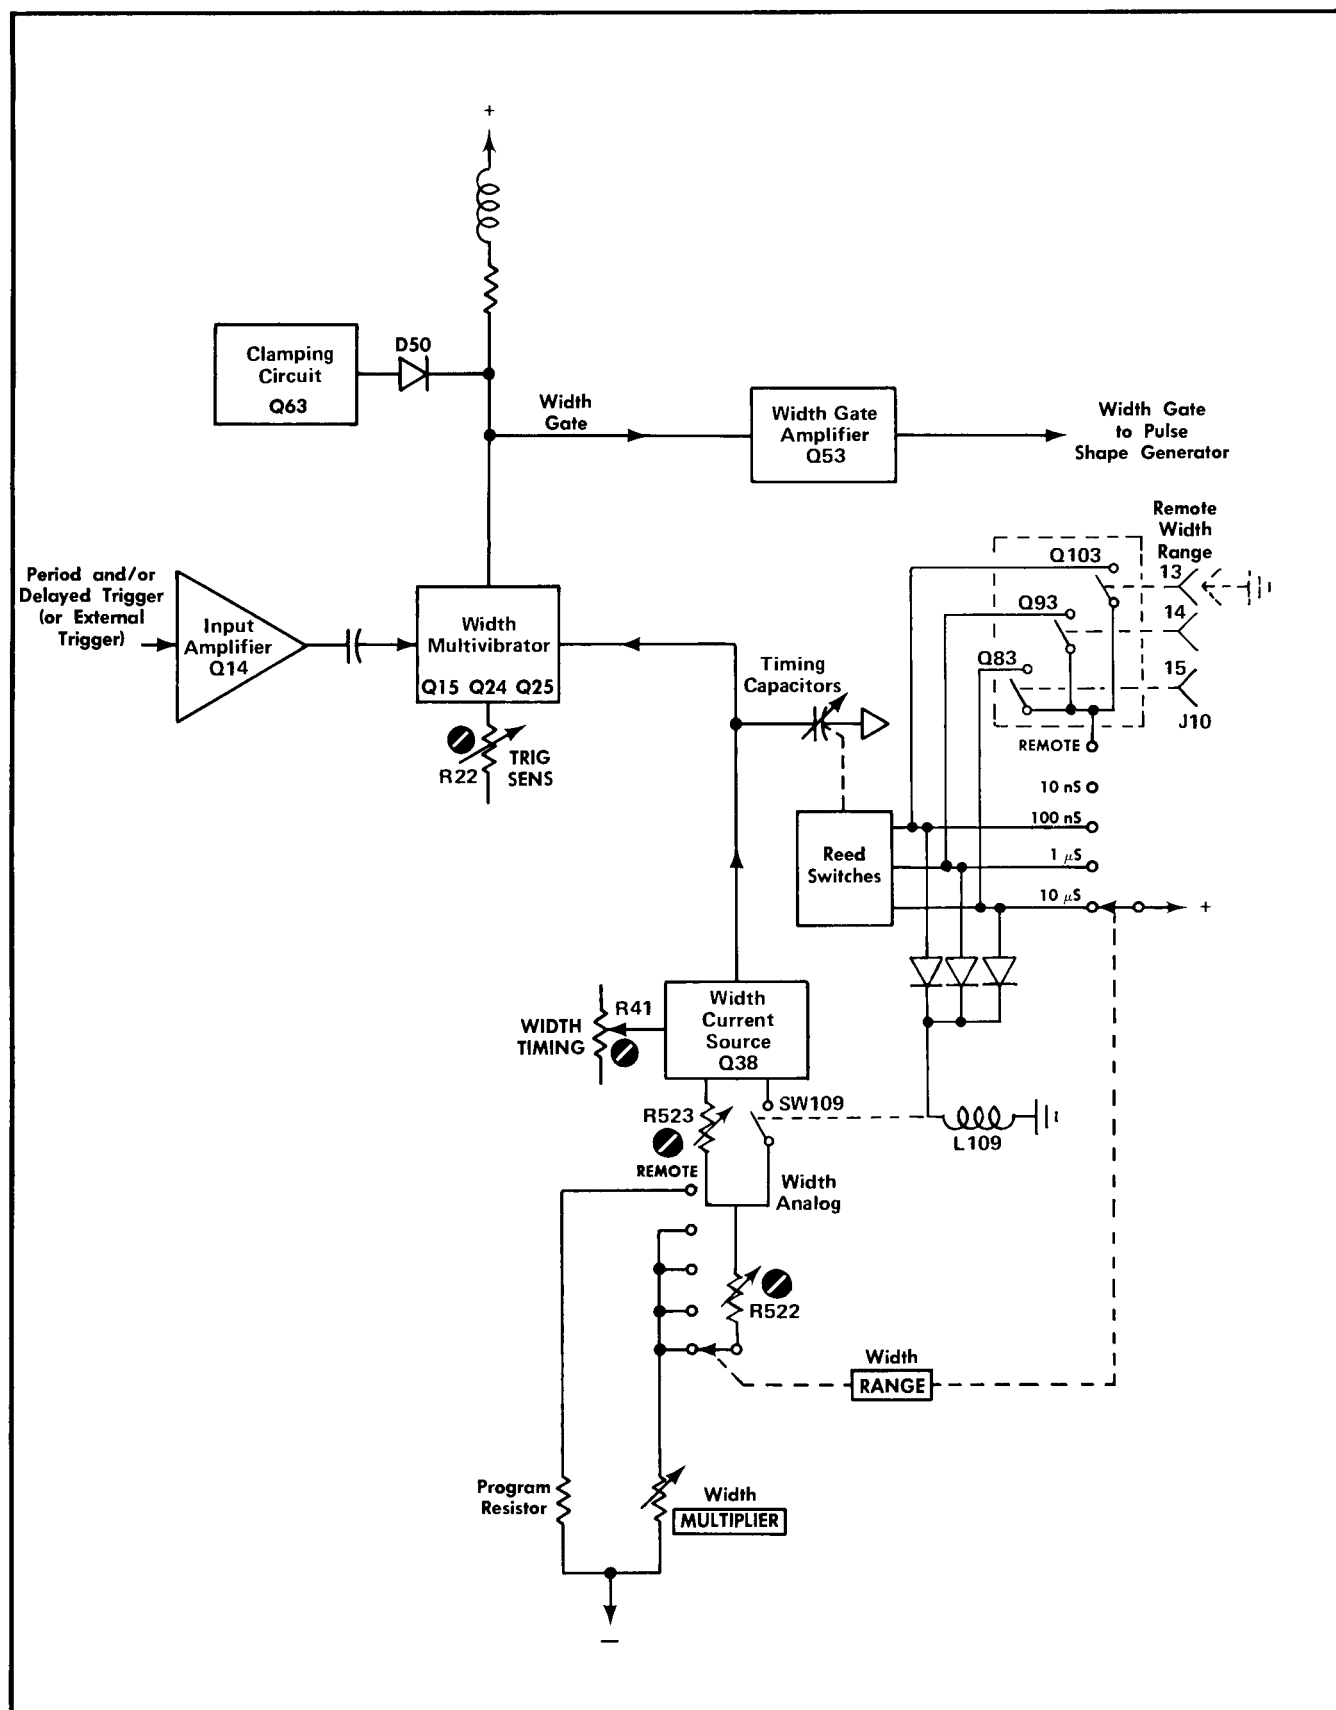 +
Clamping
Circuit
Q63
D50
Width
Gate
Width Gate
Amplifier
Q53
Width Gate
to Pulse
Shape Generator
Remote
Width
Range
Q103
13
Q93
14
Q83
15
J10
REMOTE
Period and/or
Delayed Trigger
(or External
Trigger)
Input
Amplifier
Q14
Width
Multivibrator
Q15 Q24 Q25
R22
TRIG
SENS
Timing
Capacitors
10 nS
100 nS
1 μS
10 μS
+
Reed
Switches
WIDTH
TIMING
R41
Width
Current
Source
Q38
R523
SW109
L109
REMOTE
Width
Analog
R522
Width
RANGE
Program
Resistor
Width
MULTIPLIER
−